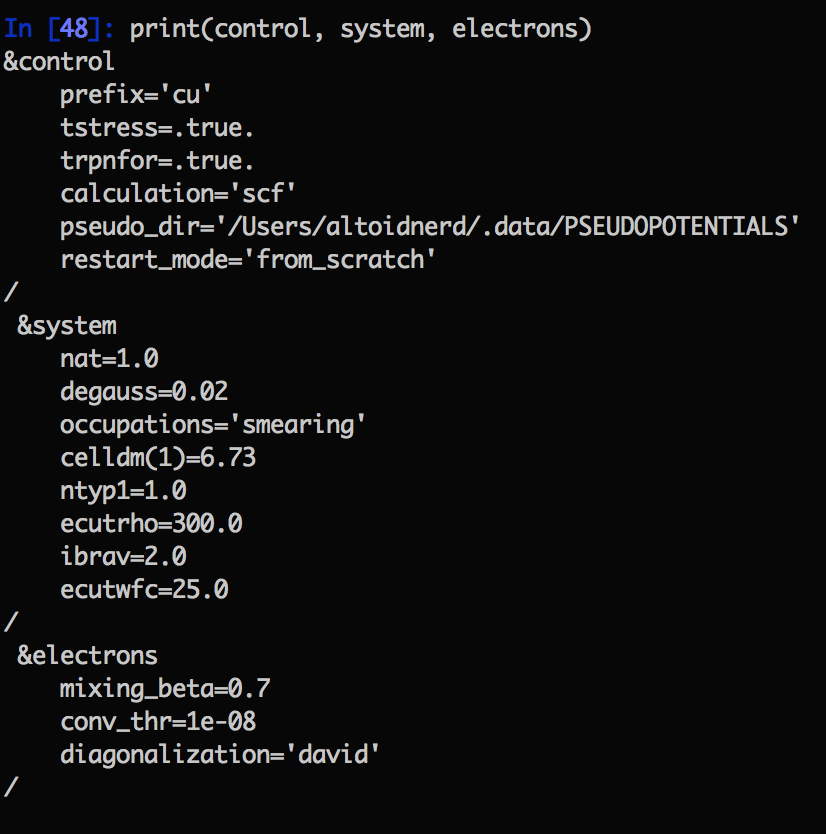 In [48]: print(control, system, electrons)
&control
    prefix='cu'
    tstress=.true.
    trpnfor=.true.
    calculation='scf'
    pseudo_dir='/Users/altoidnerd/.data/PSEUDOPOTENTIALS'
    restart_mode='from_scratch'
/
 &system
    nat=1.0
    degauss=0.02
    occupations='smearing'
    celldm(1)=6.73
    ntyp1=1.0
    ecutrho=300.0
    ibrav=2.0
    ecutwfc=25.0
/
 &electrons
    mixing_beta=0.7
    conv_thr=1e-08
    diagonalization='david'
/